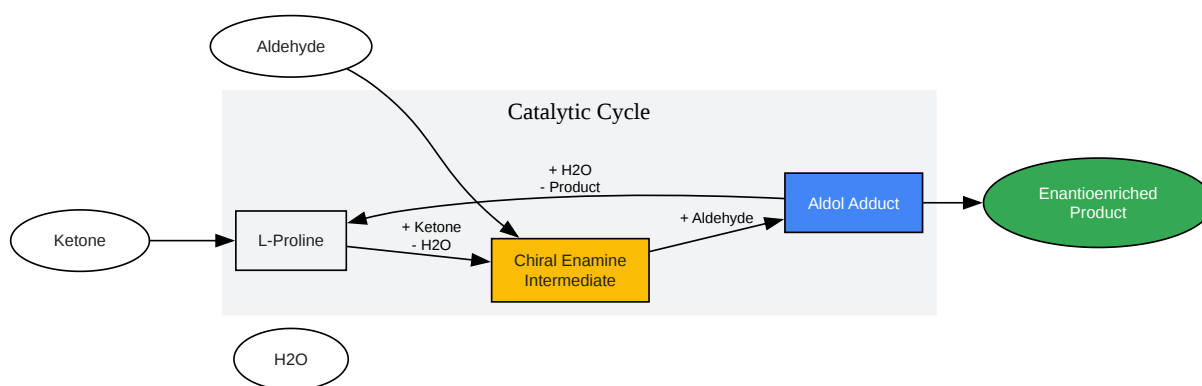 Aldehyde
Catalytic Cycle
+ H2O
- Product
Aldol Adduct
Enantioenriched
Product
+ Aldehyde
+ Ketone
- H2O
Ketone
L-Proline
Chiral Enamine
Intermediate
H2O